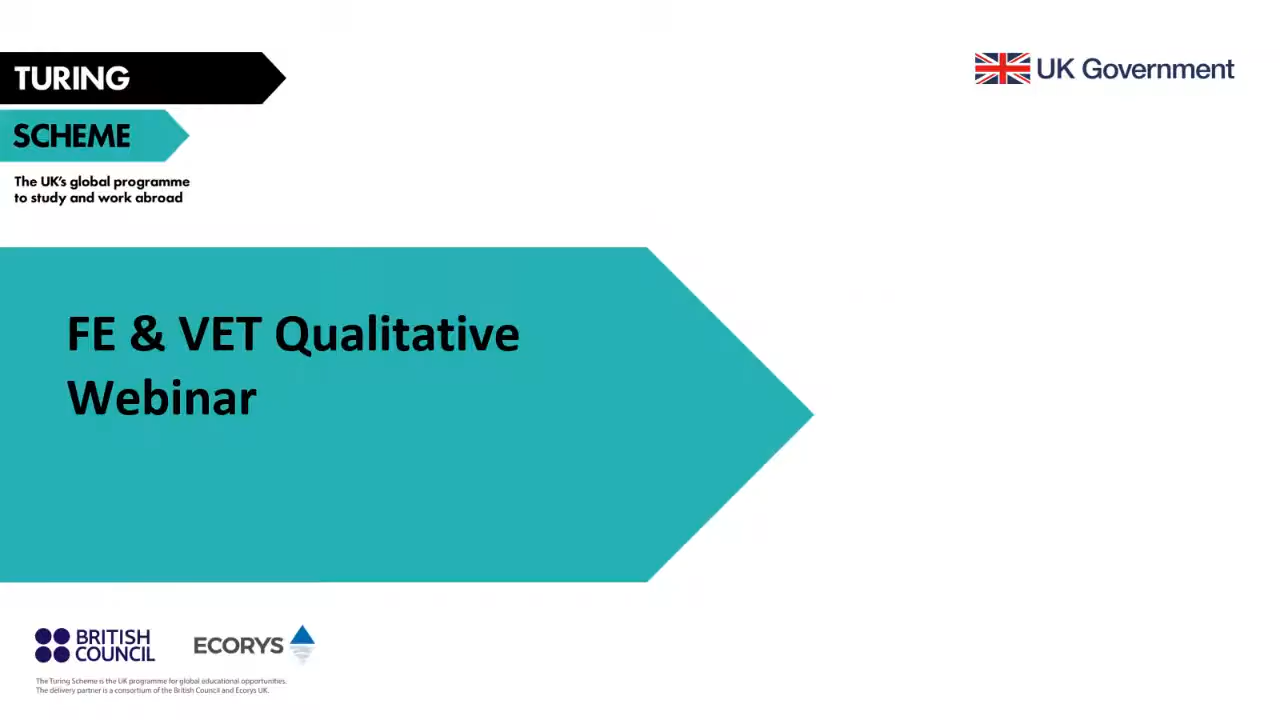 TURING
UK Government
SCHEME
The UK's global programme
to study and work abroad
FE & VET Qualitative
Webinar
BRITISH
COUNCIL
ECORYS
The Turing Scheme is the UK programme for global educational opportunities.
The delivery partner is a consortium of the British Council and Ecorys UK.